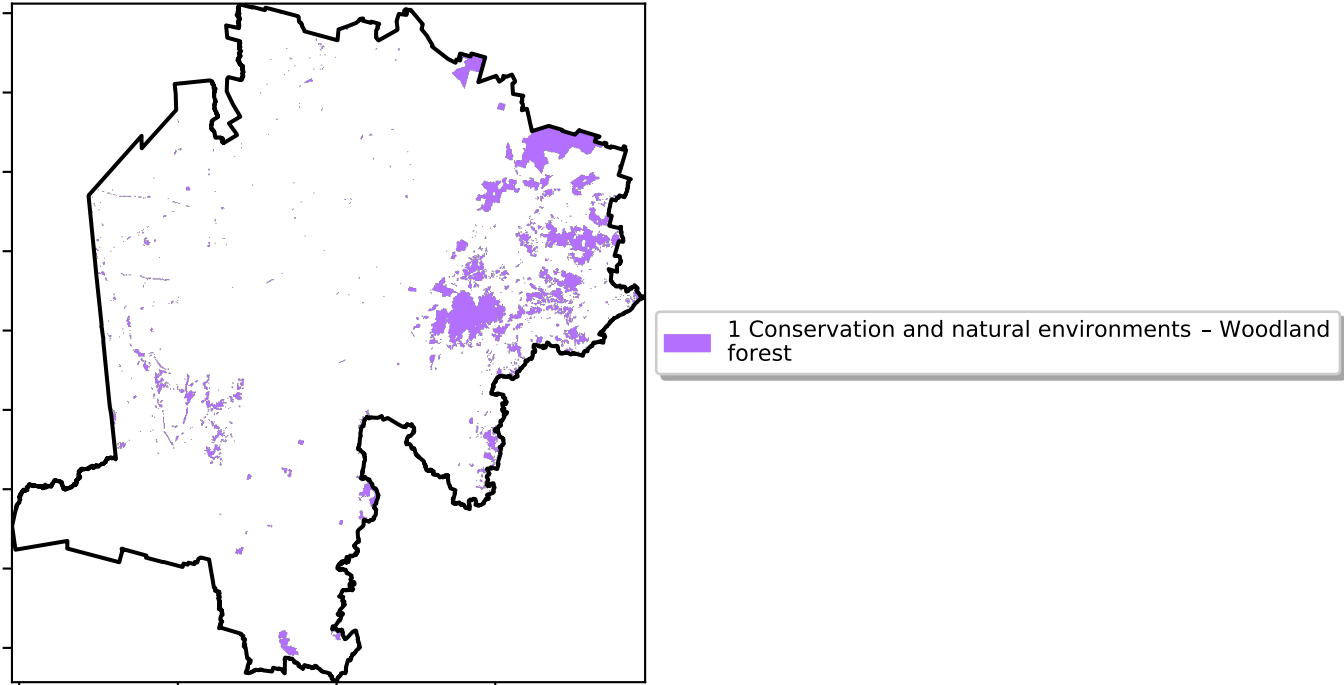 1 Conservation and natural environments – Woodland
forest